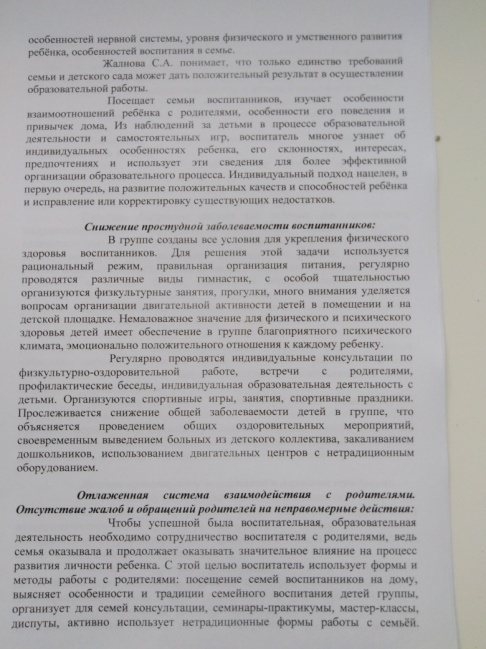 особенностей нервной системы, уровня физического и умственного развития
ребёнка, особенностей воспитания в семье.
Жалнова С.А. понимает, что только единство требований
семьи и детского сада может дать положительный результат в осуществлении
образовательной работы.
Посещает семьи воспитанников, изучает особенности
взаимоотношений ребёнка с родителями, особенности его поведения и
привычек дома, Из наблюдений за детьми в процессе образовательной
деятельности и самостоятельных игр, воспитатель многое узнает об
индивидуальных особенностях ребенка, его склонностях, интересах,
предпочтениях и использует эти сведения для более эффективной
организации образовательного процесса. Индивидуальный подход нацелен, в
первую очередь, на развитие положительных качеств и способностей ребёнка
и исправление или корректировку существующих недостатков.
Снижение простудной заболеваемости воспитанников:
В группе созданы все условия для укрепления физического
здоровья воспитанников. Для решения этой задачи используется
рациональный режим, правильная организация питания, регулярно
проводятся различные виды гимнастик, с особой тщательностью
организуются физкультурные занятия, прогулки, много внимания уделяется
вопросам организации двигательной активности детей в помещении и на
детской площадке. Немаловажное значение для физического и психического
здоровья детей имеет обеспечение в группе благоприятного психического
климата, эмоционально положительного отношения к каждому ребенку.
Регулярно проводятся индивидуальные консультации по
физкультурно-оздоровительной работе, встречи с родителями,
профилактические беседы, индивидуальная образовательная деятельность с
детьми. Организуются спортивные игры, занятия, спортивные праздники.
Прослеживается снижение общей заболеваемости детей в группе, что
объясняется проведением общих оздоровительных мероприятий,
своевременным выведением больных из детского коллектива, закаливанием
дошкольников, использованием двигательных центров с нетрадиционным
оборудованием.
Отлаженная система взаимодействия с родителями.
Отсутствие жалоб и обращений родителей на неправомерные действия:
Чтобы успешной была воспитательная, образовательная
деятельность необходимо сотрудничество воспитателя с родителями, ведь
семья оказывала и продолжает оказывать значительное влияние на процесс
развития личности ребенка. С этой целью воспитатель использует формы и
методы работы с родителями: посещение семей воспитанников на дому,
выясняет особенности и традиции семейного воспитания детей группы,
организует для семей консультации, семинары-практикумы, мастер-классы,
диспуты, активно использует нетрадиционные формы работы с семьёй.